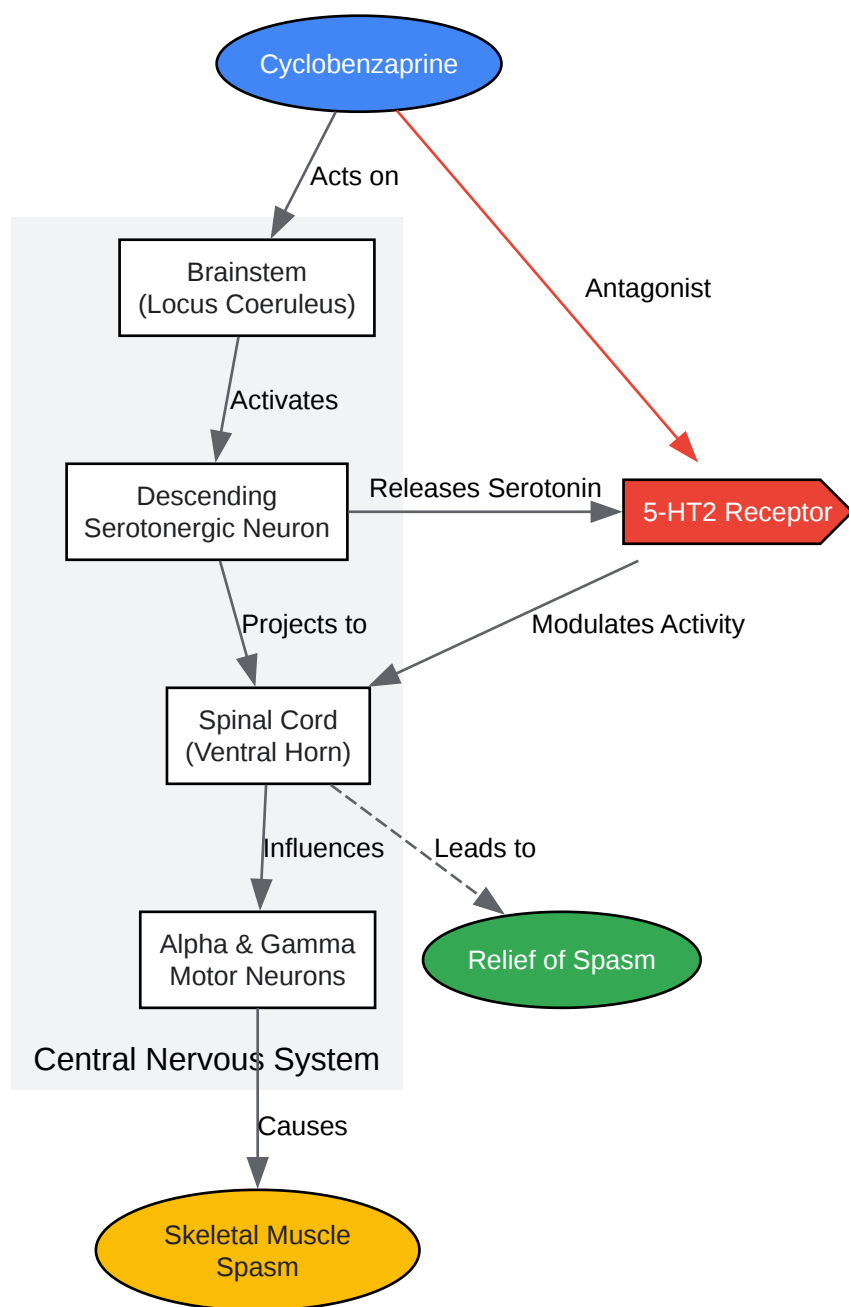 Cyclobenzaprine
Acts on
Antagonist
Brainstem
(Locus Coeruleus)
Activates
Descending
Serotonergic Neuron
Releases Serotonin
5-HT2 Receptor
Projects to
Modulates Activity
Spinal Cord
(Ventral Horn)
Influences
Leads to
Alpha & Gamma
Motor Neurons
Relief of Spasm
Central Nervous System
Causes
Skeletal Muscle
Spasm